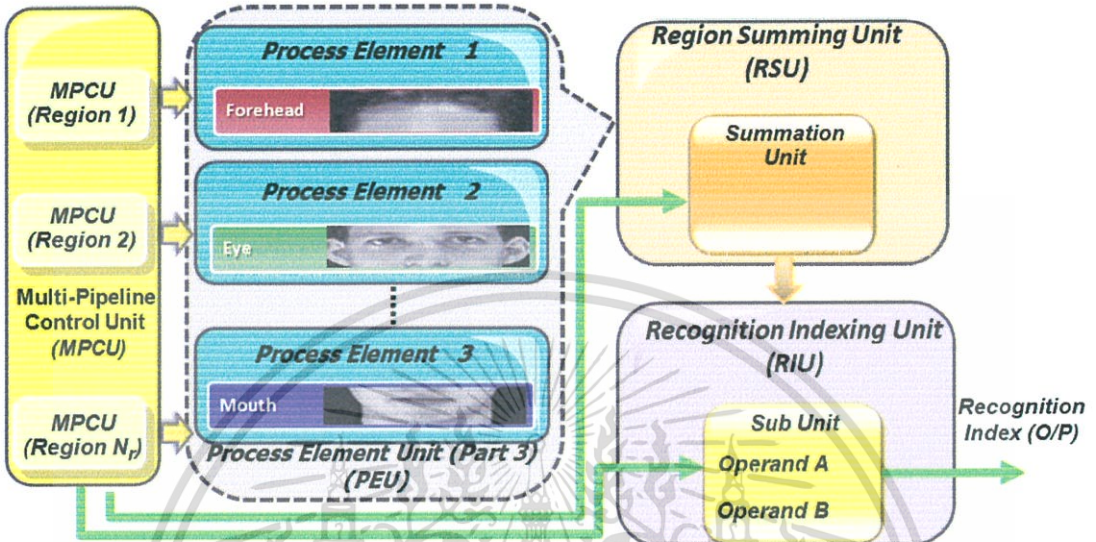 MPCU
(Region 1)
MPCU
(Region 2)
Multi-Pipeline
Control Unit
(MPCU)
MPCU
(Region Nr)
Process Element 1
Forehead
Process Element 2
Eye
Process Element 3
Mouth
Process Element Unit (Part 3)
(PEU)
Region Summing Unit
(RSU)
Summation
Unit
Recognition Indexing Unit
(RIU)
Sub Unit
Operand A
Operand B
Recognition
Index (O/P)